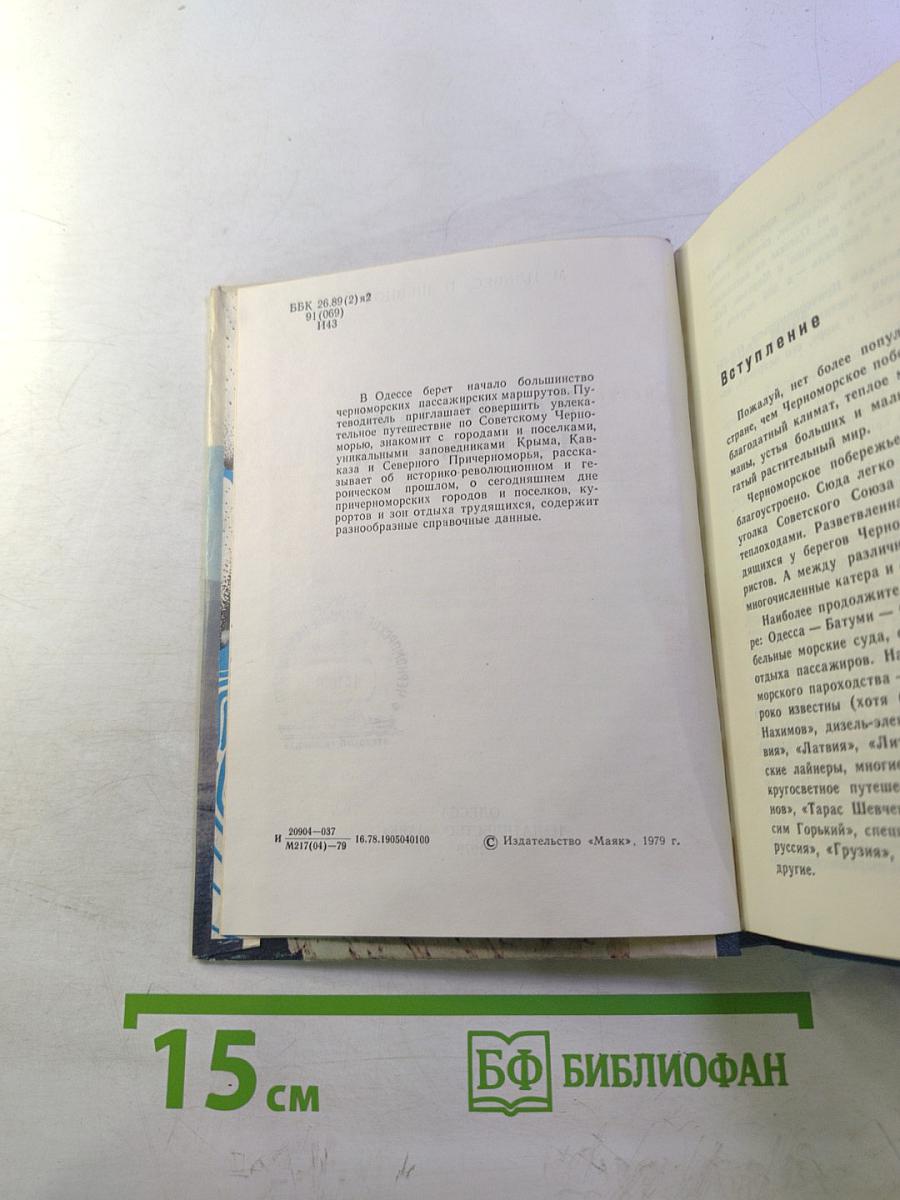 ББК 26.89(2)я2
91(069)
И43
В Одессе берет начало большинство
черноморских пассажирских маршрутов. Пу-
теводитель приглашает совершить увлека-
тельное путешествие по Советскому Черно-
морью, знакомит с городами и поселками,
уникальными заповедниками Крыма, Кав-
каза и Северного Причерноморья, расска-
зывает об историко-революционном и ге-
роическом прошлом, о сегодняшнем дне
причерноморских городов и поселков, ку-
рортов и зон отдыха трудящихся, содержит
разнообразные справочные данные.
И 20904—037
М217(04)—79 16.78.1905040100
© Издательство «Маяк», 1979 г.
Вступление
Пожалуй, нет более попул
стране, чем Черноморское побе
благодатный климат, теплое м
маны, устья больших и мал
гатый растительный мир.
Черноморское побережье
благоустроено. Сюда легко
уголка Советского Союза
теплоходами. Разветвленна
дящихся у берегов Черно
ристов. А между различн
многочисленные катера и
Наиболее продолжите
ре: Одесса — Батуми —
бельные морские суда,
отдыха пассажиров. На
морского пароходства —
роко известны (хотя
Нахимов», дизель-элек
вия», «Латвия», «Ли
ские лайнеры, многие
кругосветное путеше
нов», «Тарас Шевче
сим Горький», спец
руссия», «Грузия»,
другие.
15 см
БФ БИБЛИОФАН